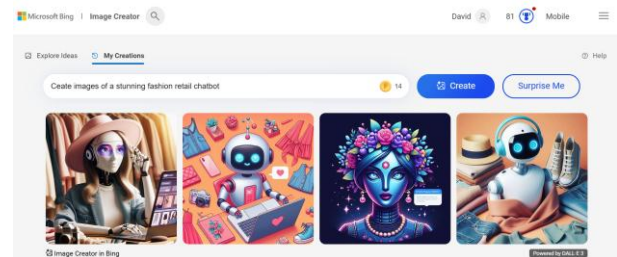 Microsoft Bing | Image Creator David 81 Mobile
Explore Ideas My Creations Help
Ceate images of a stunning fashion retail chatbot 14 Create Surprise Me
Image Creator in Bing Powered by DALL·E 3